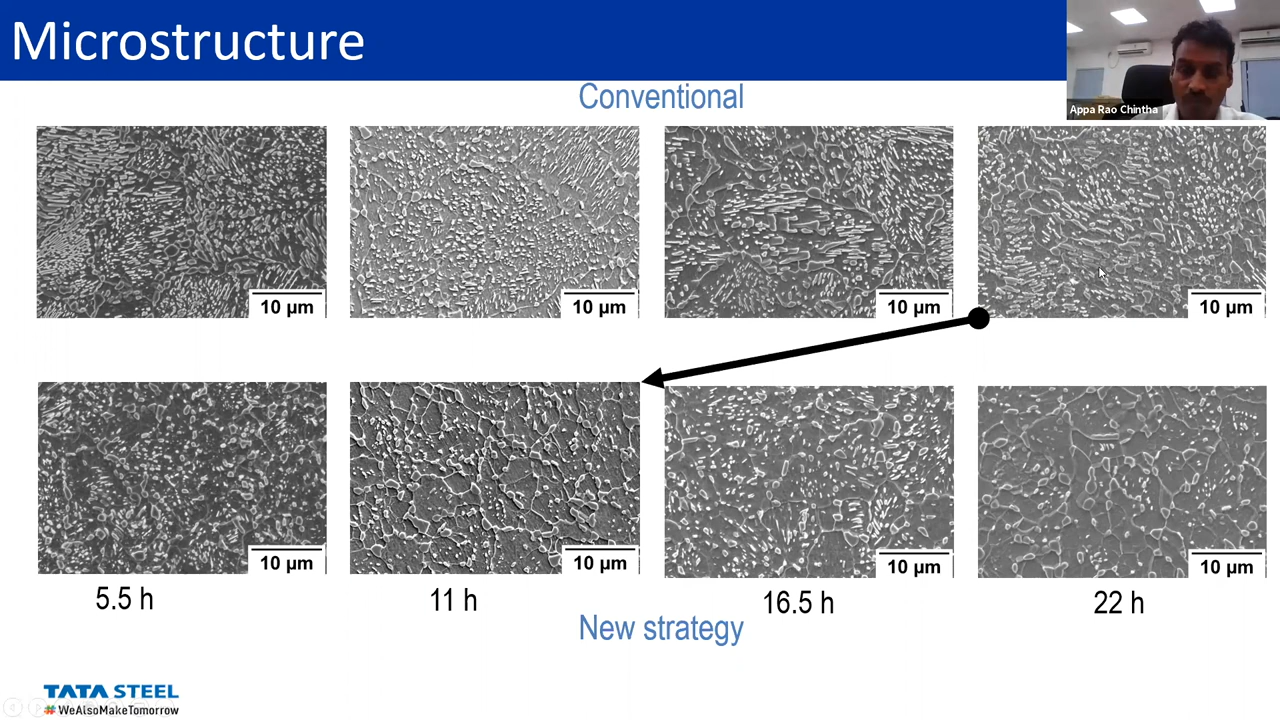 Microstructure
Appa Rao Chintha
Conventional
10 µm
10 µm
10 µm
10 µm
10 µm
10 µm
10 µm
10 µm
5.5 h
11 h
16.5 h
22 h
New strategy
TATA STEEL
#WeAlsoMakeTomorrow